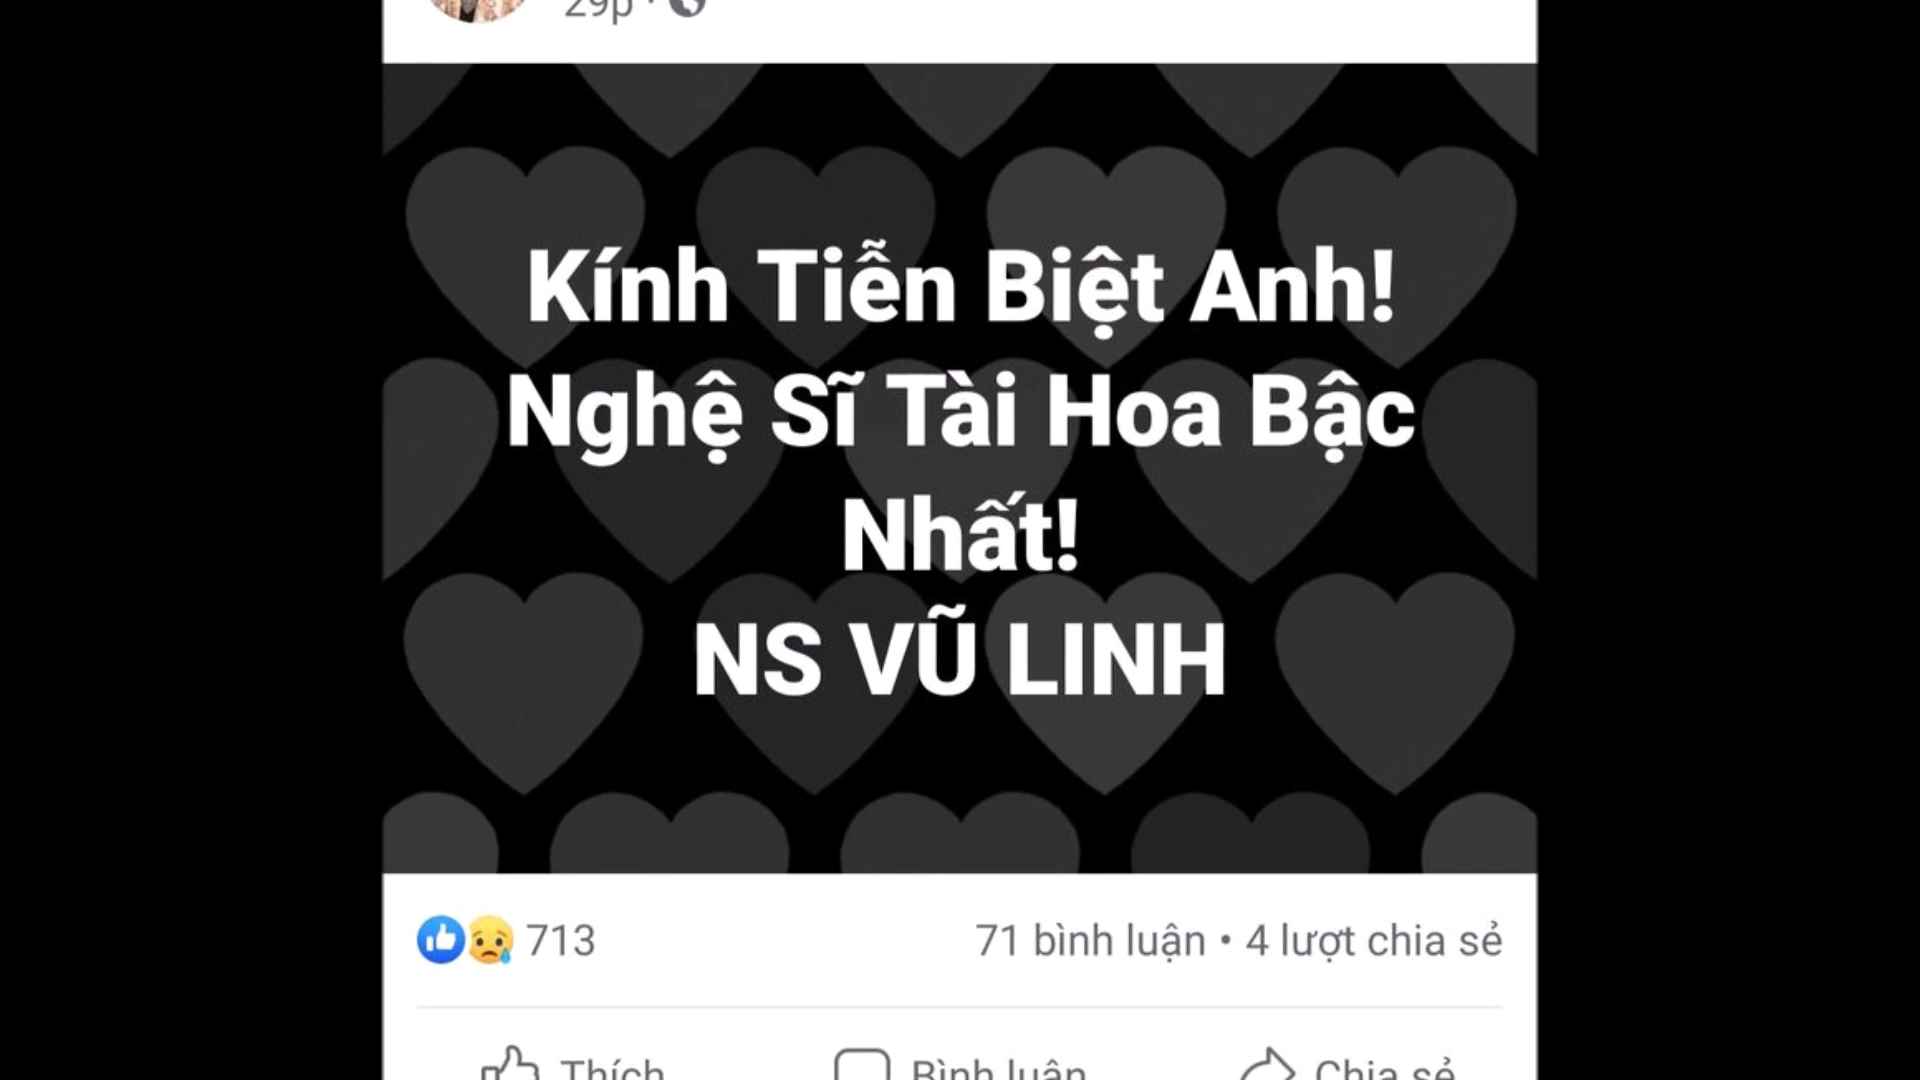 29p ·
Kính Tiễn Biệt Anh!
Nghệ Sĩ Tài Hoa Bậc
Nhất!
NS VŨ LINH
713
71 bình luận • 4 lượt chia sẻ
Thích
Bình luận
Chia sẻ